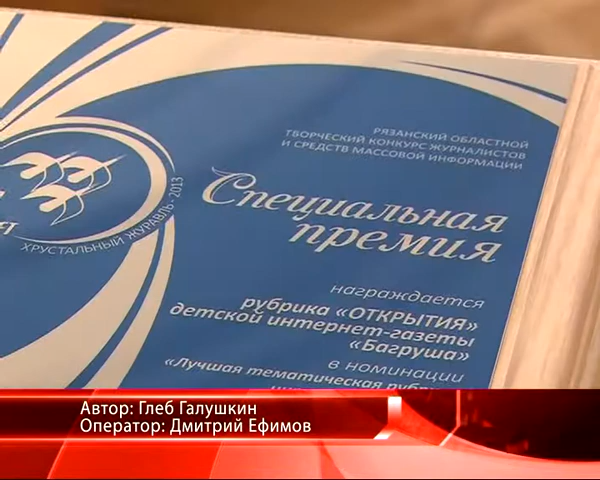 РЯЗАНСКИЙ ОБЛАСТНОЙ
ТВОРЧЕСКИЙ КОНКУРС ЖУРНАЛИСТОВ
И СРЕДСТВ МАССОВОЙ ИНФОРМАЦИИ
ХРУСТАЛЬНЫЙ ЖУРАВЛЬ - 2013
Специальная
премия
награждается
рубрика «ОТКРЫТИЯ»
детской интернет-газеты
«Багруша»
в номинации
«Лучшая тематическая
Автор: Глеб Галушкин
Оператор: Дмитрий Ефимов